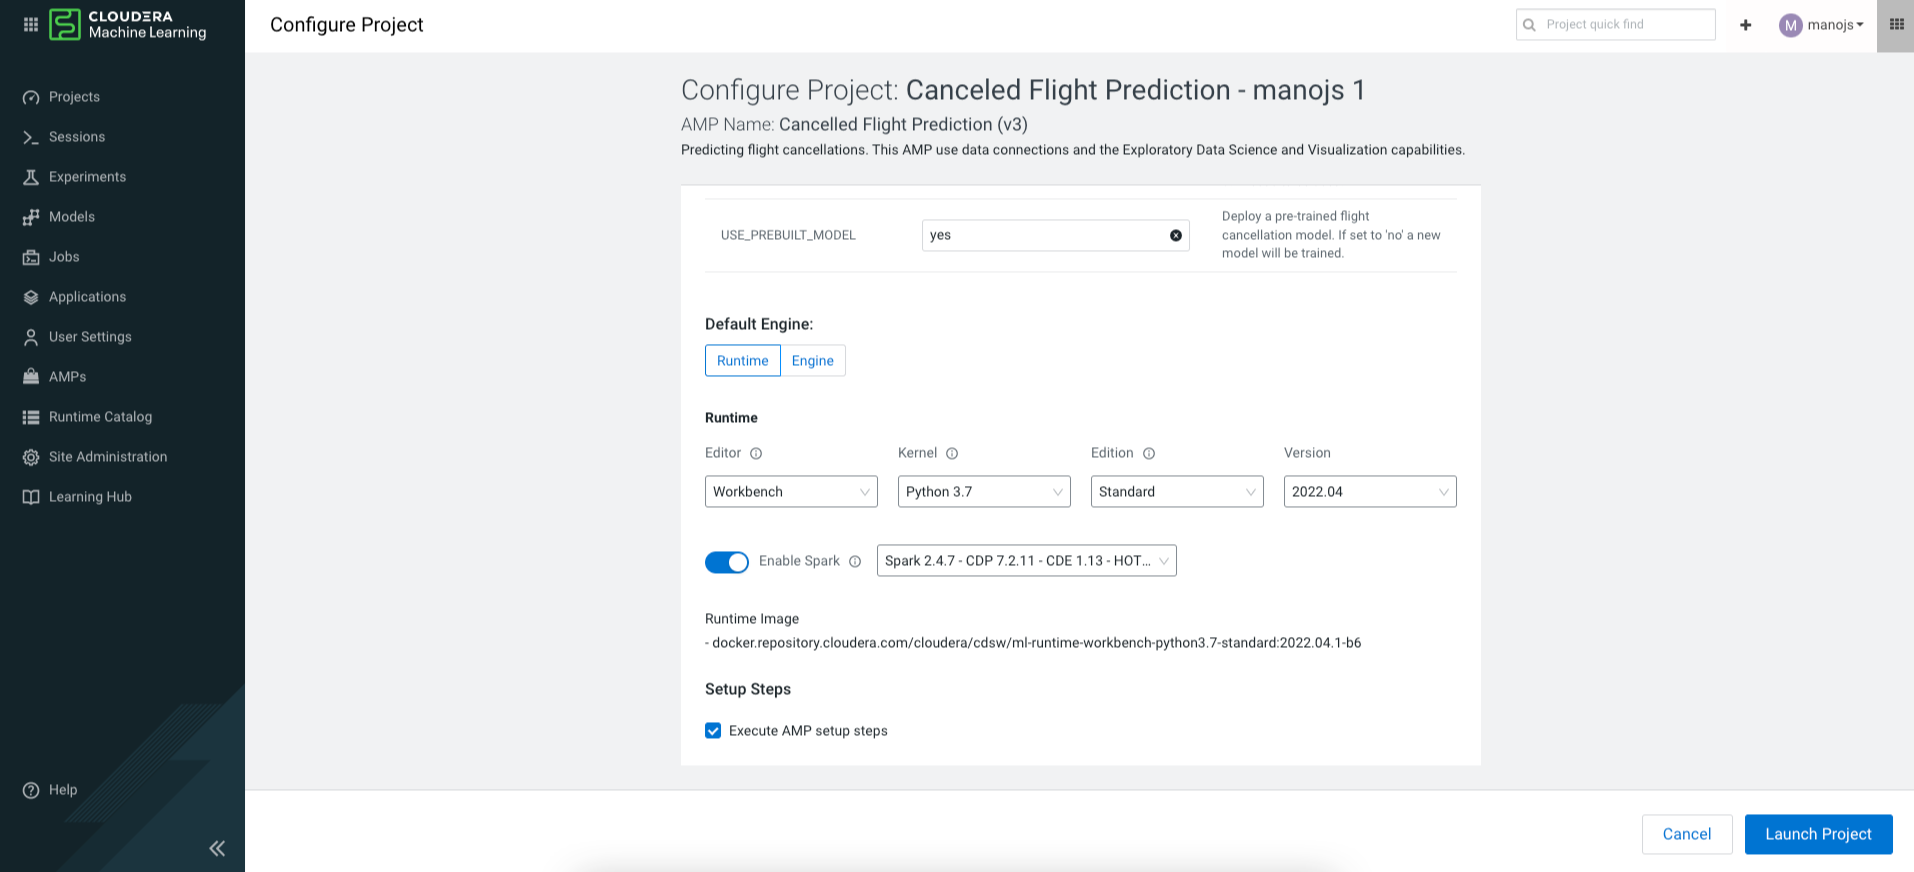 CLOUDERA
Machine Learning
Configure Project
Project quick find
M
manojs
Projects
Sessions
Experiments
Models
Jobs
Applications
User Settings
AMPs
Runtime Catalog
Site Administration
Learning Hub
Help
Configure Project: Canceled Flight Prediction - manojs 1
AMP Name: Cancelled Flight Prediction (v3)
Predicting flight cancellations. This AMP use data connections and the Exploratory Data Science and Visualization capabilities.
USE_PREBUILT_MODEL
yes
Deploy a pre-trained flight
cancellation model. If set to 'no' a new
model will be trained.
Default Engine:
Runtime Engine
Runtime
Editor Kernel Edition Version
Workbench Python 3.7 Standard 2022.04
Enable Spark Spark 2.4.7 - CDP 7.2.11 - CDE 1.13 - HOT...
Runtime Image
- docker.repository.cloudera.com/cloudera/cdsw/ml-runtime-workbench-python3.7-standard:2022.04.1-b6
Setup Steps
Execute AMP setup steps
Cancel Launch Project